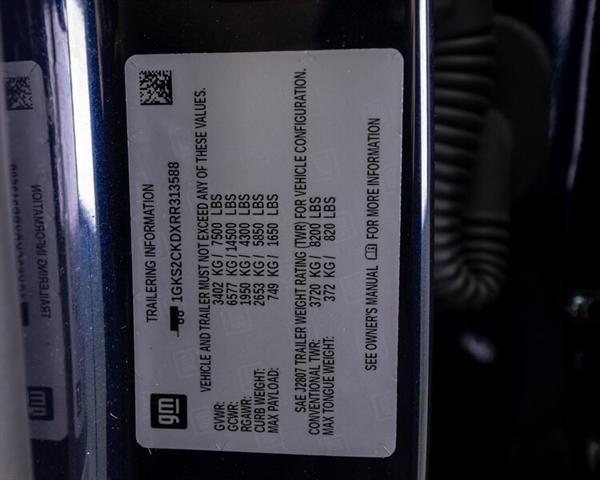 TRAILERING INFORMATION
1GKS2CKDXRR313588
VEHICLE AND TRAILER MUST NOT EXCEED ANY OF THESE VALUES.
GVWR: 3402 KG / 7500 LBS
GCWR: 6577 KG / 14500 LBS
RGAWR: 1950 KG / 4300 LBS
CURB WEIGHT: 2653 KG / 5850 LBS
MAX PAYLOAD: 749 KG / 1650 LBS
SAE J2807 TRAILER WEIGHT RATING (TWR) FOR VEHICLE CONFIGURATION.
CONVENTIONAL TWR: 3720 KG / 8200 LBS
MAX TONGUE WEIGHT: 372 KG / 820 LBS
SEE OWNER'S MANUAL FOR MORE INFORMATION
gm